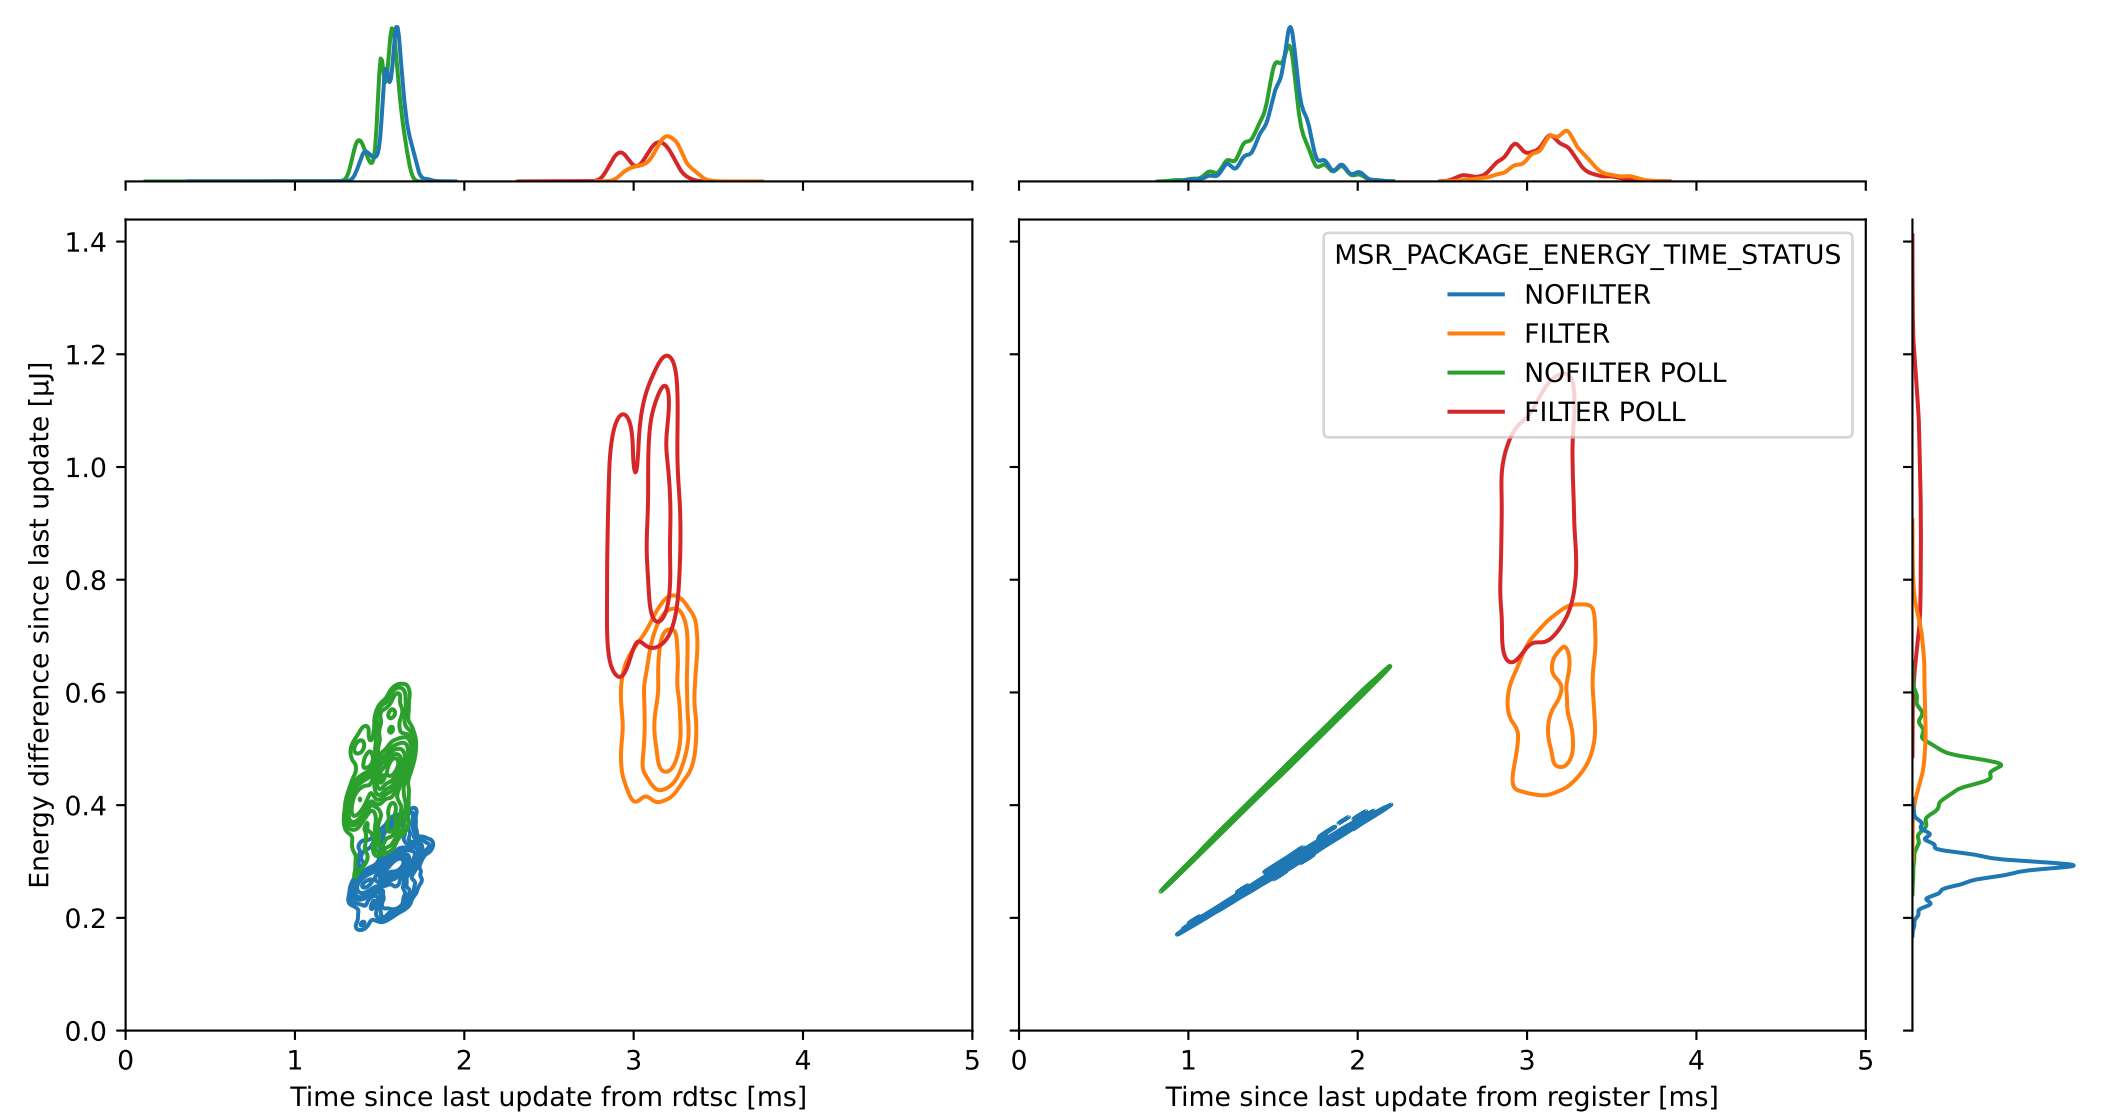 MSR_PACKAGE_ENERGY_TIME_STATUS
NOFILTER
FILTER
NOFILTER POLL
FILTER POLL
Energy difference since last update [µJ]
1.4
1.2
1.0
0.8
0.6
0.4
0.2
0.0
0 1 2 3 4 5
0 1 2 3 4 5
Time since last update from rdtsc [ms]
Time since last update from register [ms]